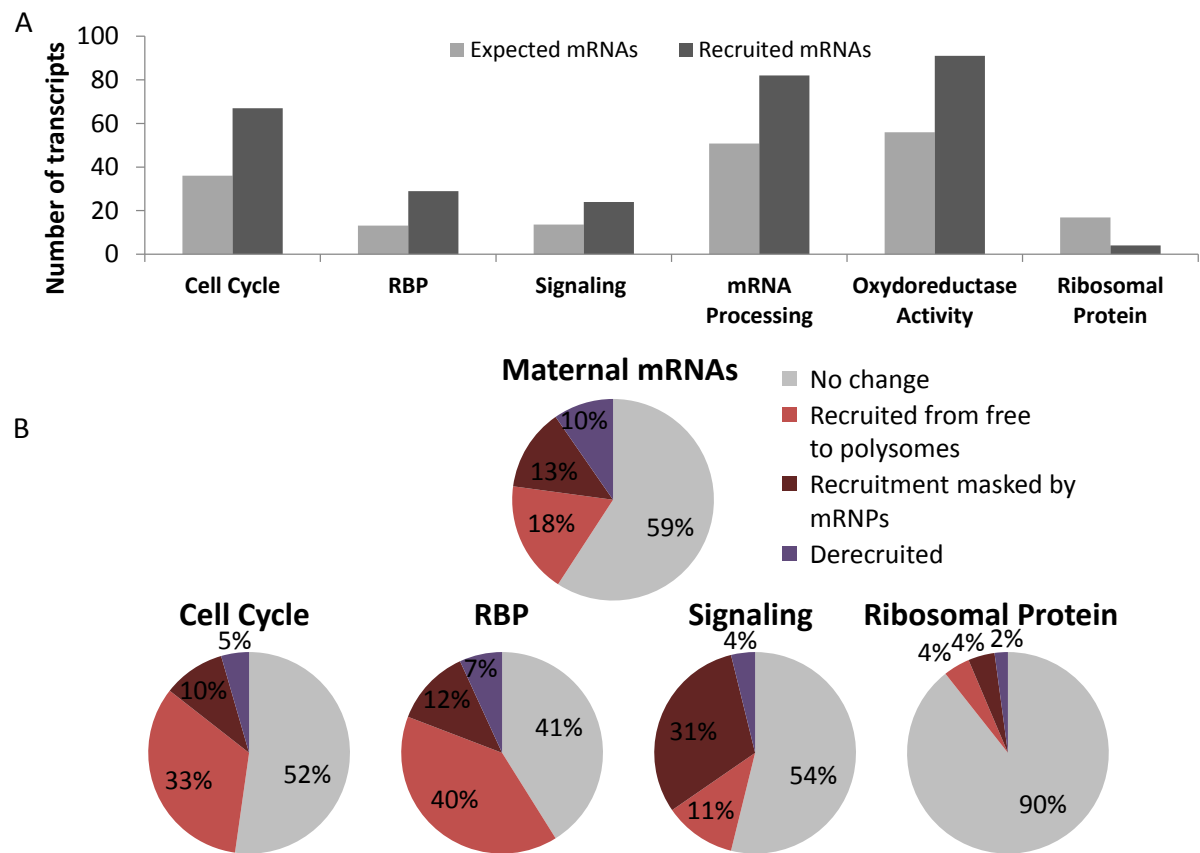 A
Number of transcripts
100
80
60
40
20
0
Expected mRNAs
Recruited mRNAs
Cell Cycle
RBP
Signaling
mRNA
Processing
Oxydoreductase
Activity
Ribosomal
Protein
B
Maternal mRNAs
10%
13%
18%
59%
No change
Recruited from free
to polysomes
Recruitment masked by
mRNPs
Derecruited
Cell Cycle
5%
10%
33%
52%
RBP
7%
12%
40%
41%
Signaling
4%
31%
11%
54%
Ribosomal Protein
4%
4%
2%
90%